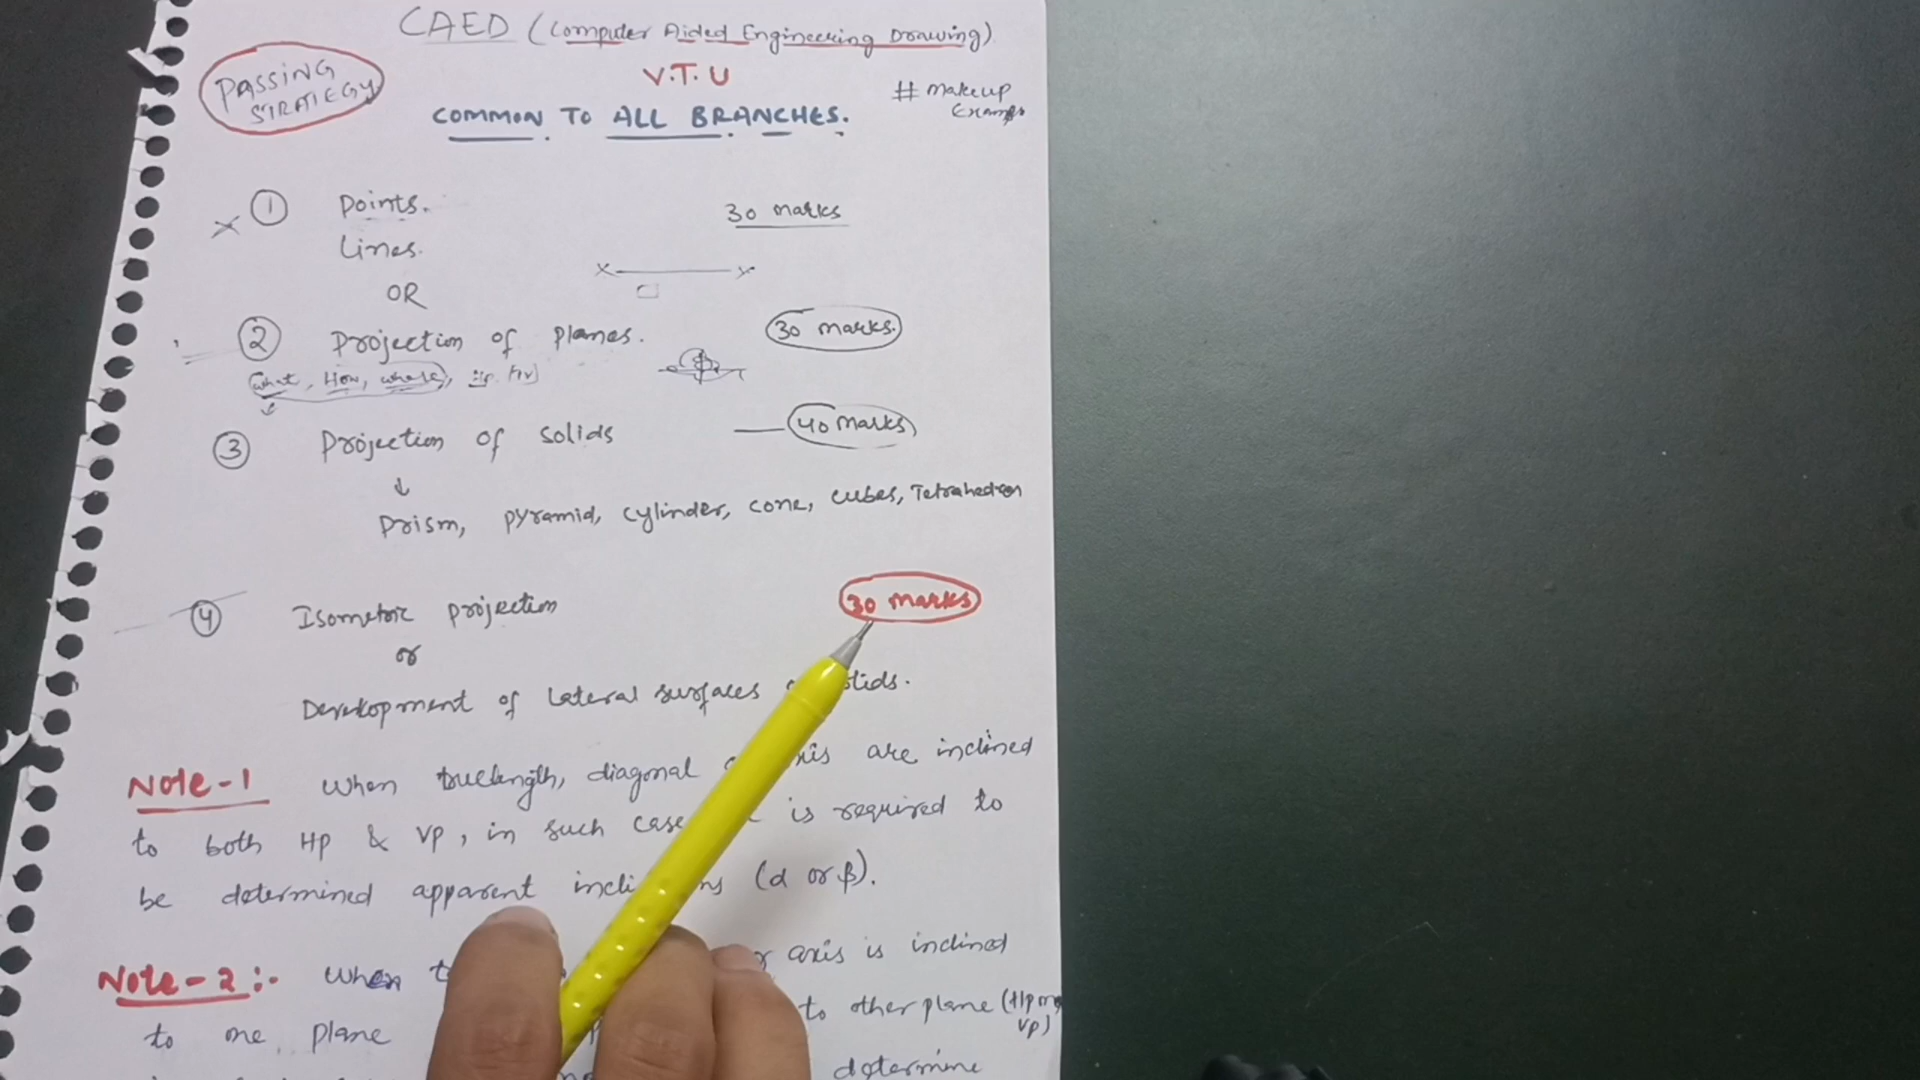 CAED (Computer Aided Engineering Drawing)
PASSING STRATEGY
V.T.U
# makeup Exams
COMMON TO ALL BRANCHES.
1 Points. 30 marks
Lines.
OR
2 Projection of planes. 30 marks.
(What, How, where),
3 Projection of solids 40 marks
Prism, pyramid, cylinder, cone, cubes, Tetrahedron
4 Isometric projection 30 marks
or
Development of lateral surfaces
Note-1 When truelength, diagonal are inclined
to both Hp & Vp, in such case is required to
be determined apparent (α or β).
Note-2:- When axis is inclined
to one plane to other plane
determine